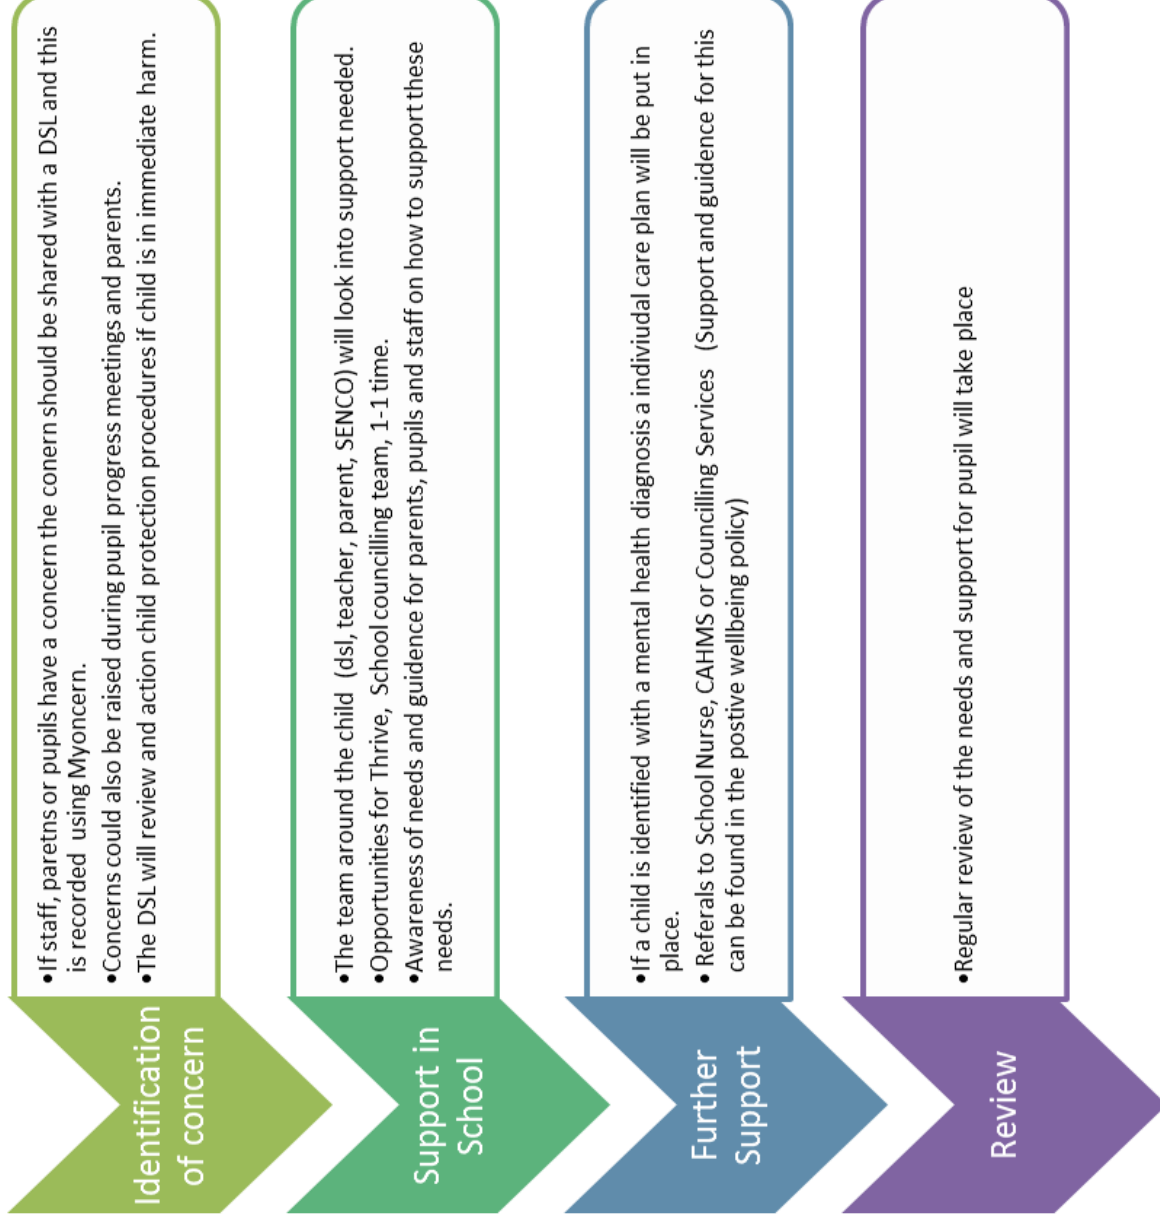 Identification
of concern
•If staff, paretns or pupils have a concern the conern should be shared with a DSL and this
is recorded using Myoncern.
•Concerns could also be raised during pupil progress meetings and parents.
•The DSL will review and action child protection procedures if child is in immediate harm.
Support in
School
•The team around the child (dsl, teacher, parent, SENCO) will look into support needed.
•Opportunities for Thrive, School councilling team, 1-1 time.
•Awareness of needs and guidence for parents, pupils and staff on how to support these
needs.
Further
Support
•If a child is identified with a mental health diagnosis a indiviudal care plan will be put in
place.
• Referrals to School Nurse, CAHMS or Councilling Services (Support and guidence for this
can be found in the postive wellbeing policy)
Review
•Regular review of the needs and support for pupil will take place